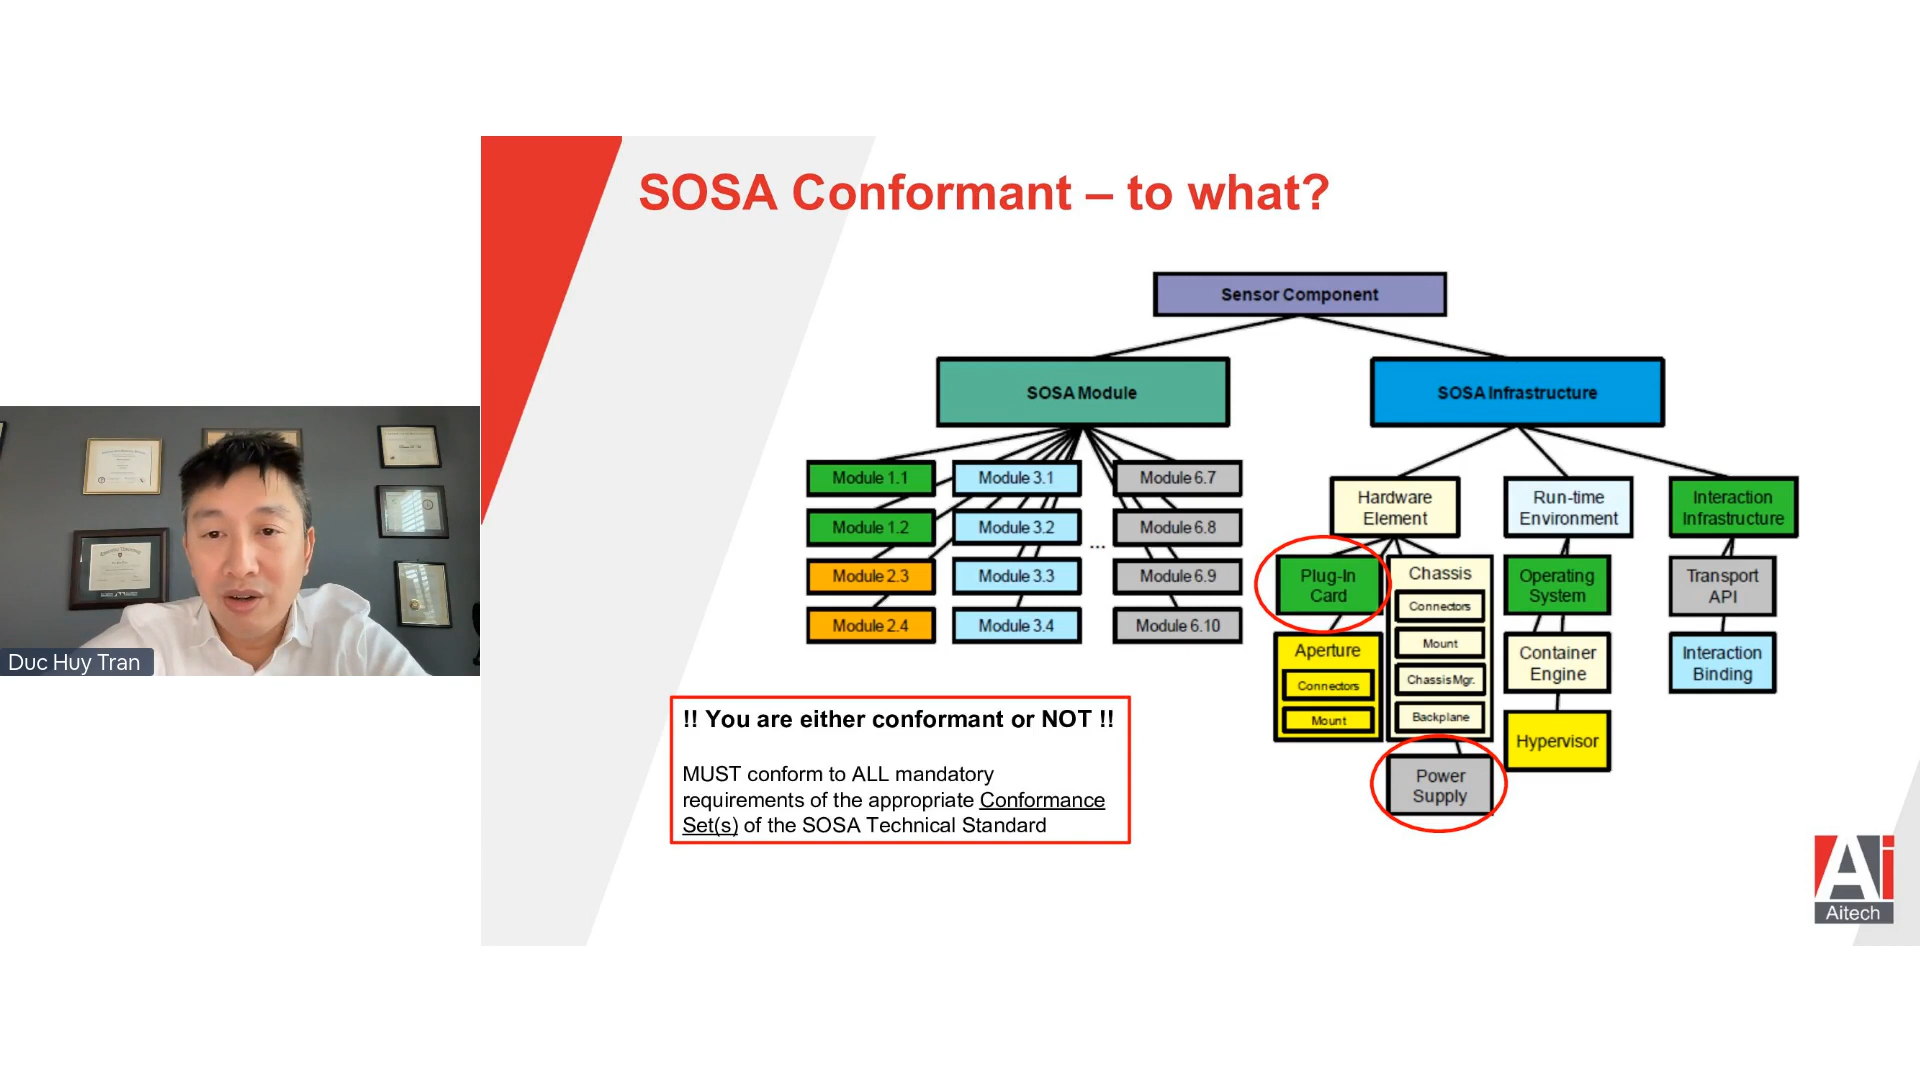 SOSA Conformant – to what?
Sensor Component
SOSA Module
SOSA Infrastructure
Module 1.1
Module 3.1
Module 6.7
Module 1.2
Module 3.2
Module 6.8
...
Module 2.3
Module 3.3
Module 6.9
Module 2.4
Module 3.4
Module 6.10
Hardware
Element
Run-time
Environment
Interaction
Infrastructure
Plug-In
Card
Chassis
Connectors
Mount
Chassis Mgr.
Backplane
Operating
System
Transport
API
Aperture
Connectors
Mount
Container
Engine
Interaction
Binding
Hypervisor
Power
Supply
!! You are either conformant or NOT !!
MUST conform to ALL mandatory
requirements of the appropriate Conformance
Set(s) of the SOSA Technical Standard
Duc Huy Tran
Ai
Aitech